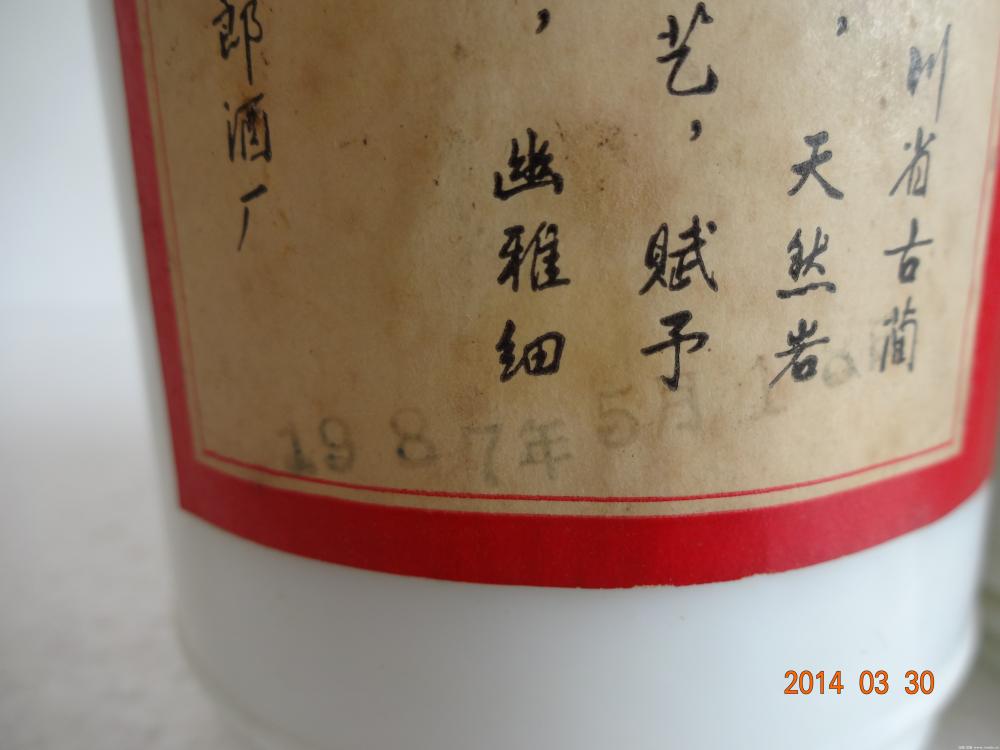 川省古蔺
，天然岩
艺，赋予
，幽雅细
郎酒厂
1987年5月1
2014 03 30